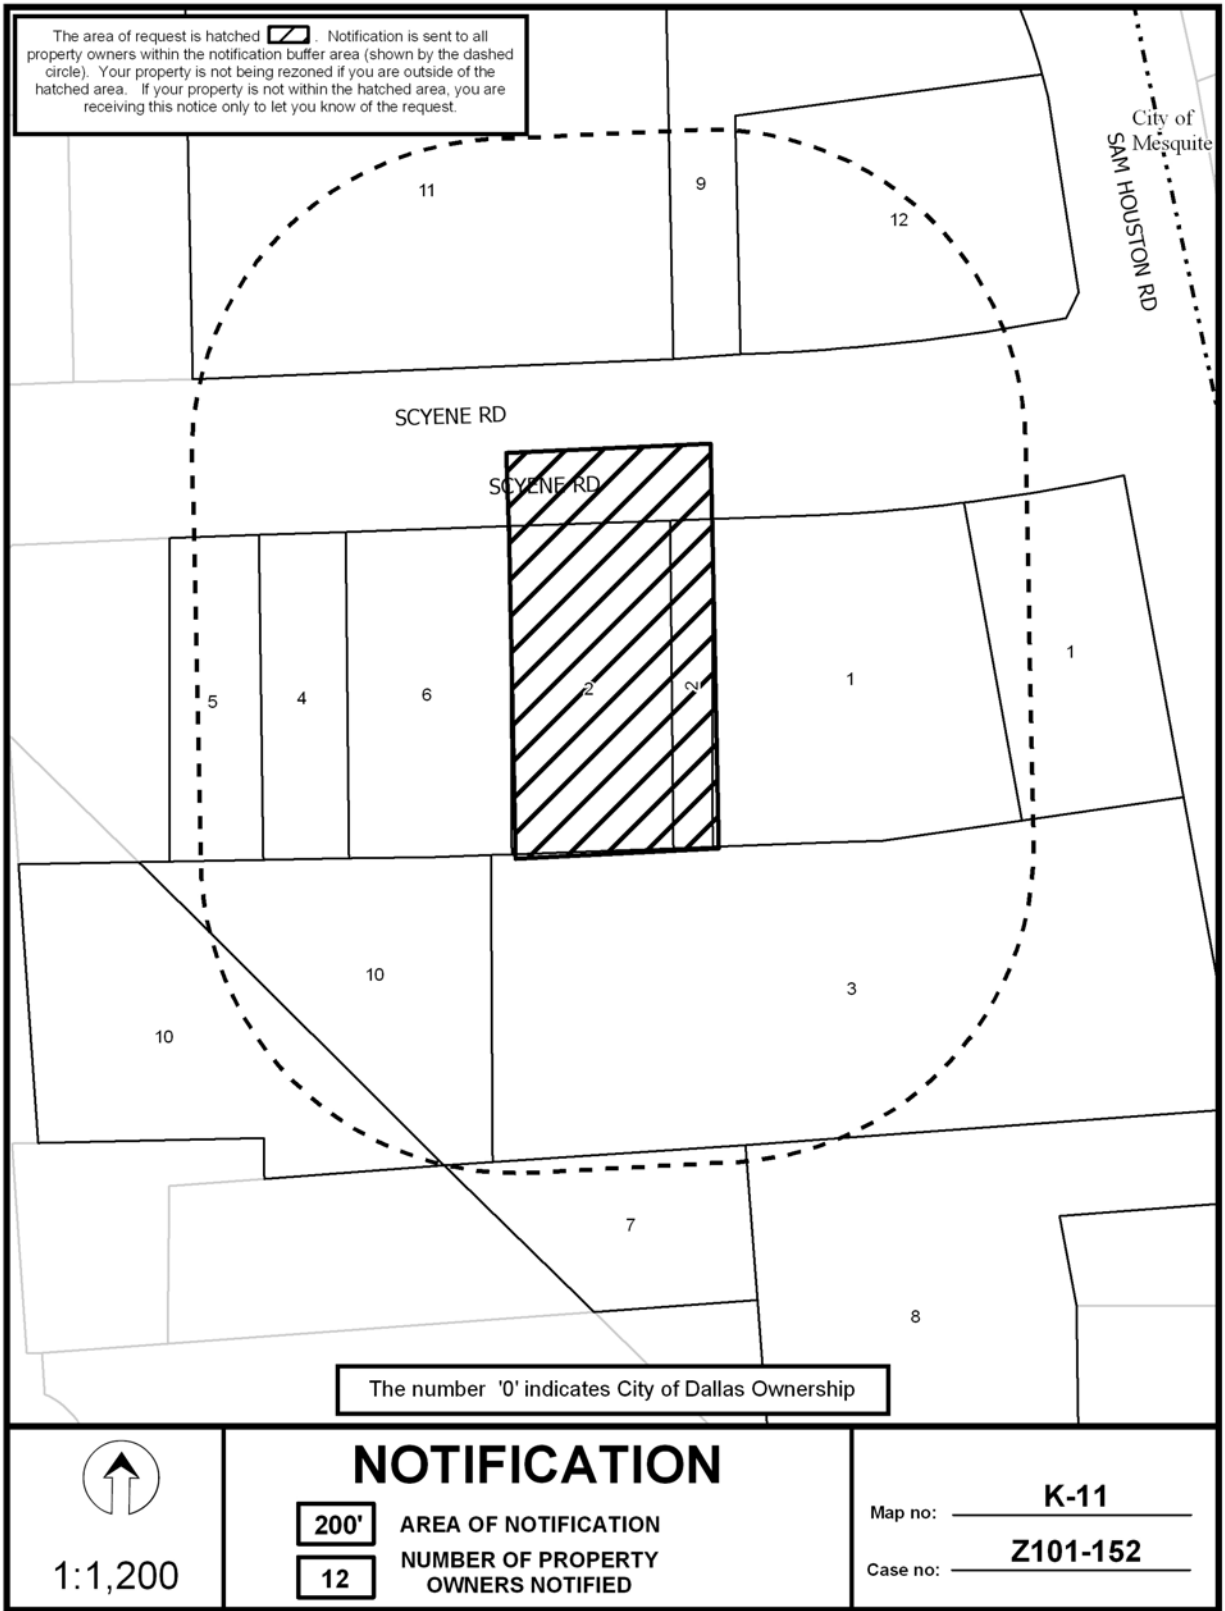 The area of request is hatched . Notification is sent to all
property owners within the notification buffer area (shown by the dashed
circle). Your property is not being rezoned if you are outside of the
hatched area. If your property is not within the hatched area, you are
receiving this notice only to let you know of the request.
City of
Mesquite
SAM HOUSTON RD
11
9
12
SCYENE RD
SCYENE RD
5
4
6
2
2
1
1
10
10
3
7
8
The number '0' indicates City of Dallas Ownership
1:1,200
NOTIFICATION
200' AREA OF NOTIFICATION
12 NUMBER OF PROPERTY
OWNERS NOTIFIED
Map no: K-11
Case no: Z101-152